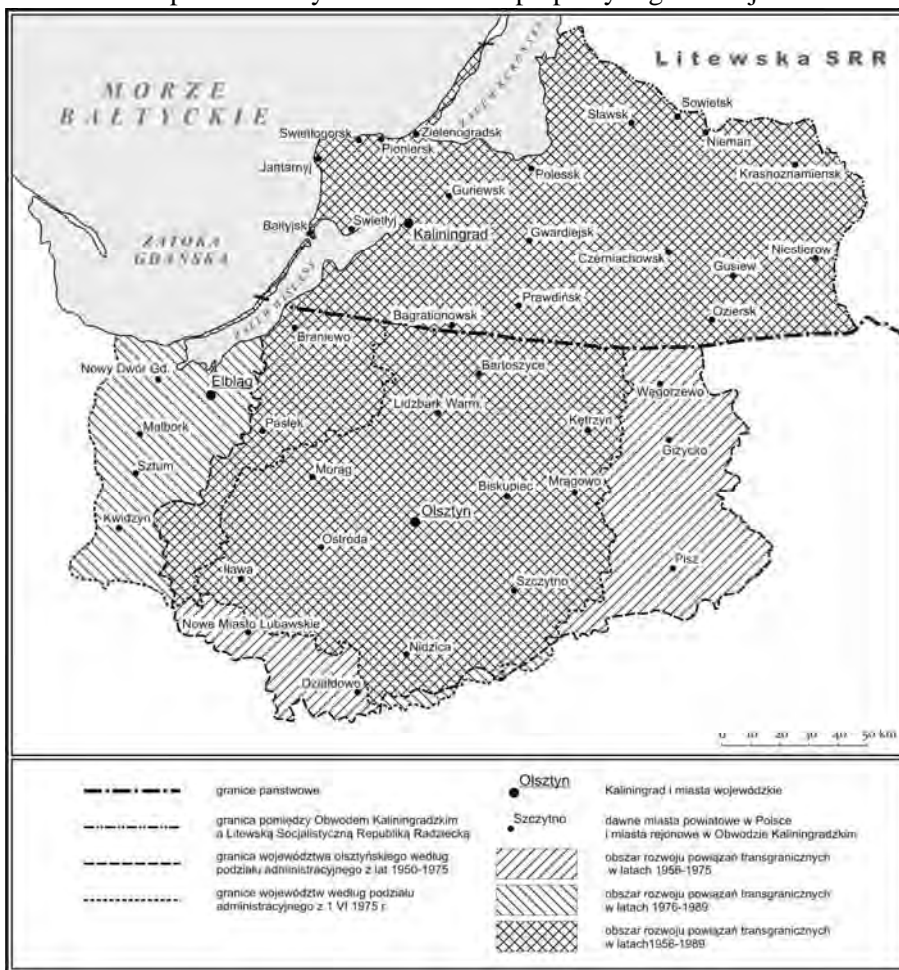 MORZE
BAŁTYCKIE
Litewska SRR
ZALEW KUROŃSKI
Sławsk
Sowietsk
Nieman
Swietłogorsk
Zielenogradsk
Pioniersk
Jantarnyj
Polessk
Krasnoznamiensk
Guriewsk
Bałtyjsk
Swietłyj
Kaliningrad
ZATOKA
GDAŃSKA
Gwardiejsk
Czerniachowsk
Niestierow
Gusiew
ZALEW WIŚLANY
Prawdińsk
Oziersk
Bagrationowsk
Braniewo
Nowy Dwór Gd.
Elbląg
Bartoszyce
Węgorzewo
Lidzbark Warm.
Malbork
Pasłęk
Kętrzyn
Giżycko
Sztum
Morąg
Biskupiec
Mrągowo
Kwidzyn
Olsztyn
Ostróda
Iława
Pisz
Szczytno
Nowe Miasto Lubawskie
Nidzica
Działdowo
0 10 20 30 40 50 km
granice państwowe
granica pomiędzy Obwodem Kaliningradzkim
a Litewską Socjalistyczną Republiką Radziecką
granica województwa olsztyńskiego według
podziału administracyjnego z lat 1950-1975
granice województw według podziału
administracyjnego z 1 VI 1975 r.
Olsztyn
Kaliningrad i miasta wojewódzkie
Szczytno
dawne miasta powiatowe w Polsce
i miasta rejonowe w Obwodzie Kaliningradzkim
obszar rozwoju powiązań transgranicznych
w latach 1956-1975
obszar rozwoju powiązań transgranicznych
w latach 1976-1989
obszar rozwoju powiązań transgranicznych
w latach1956-1989